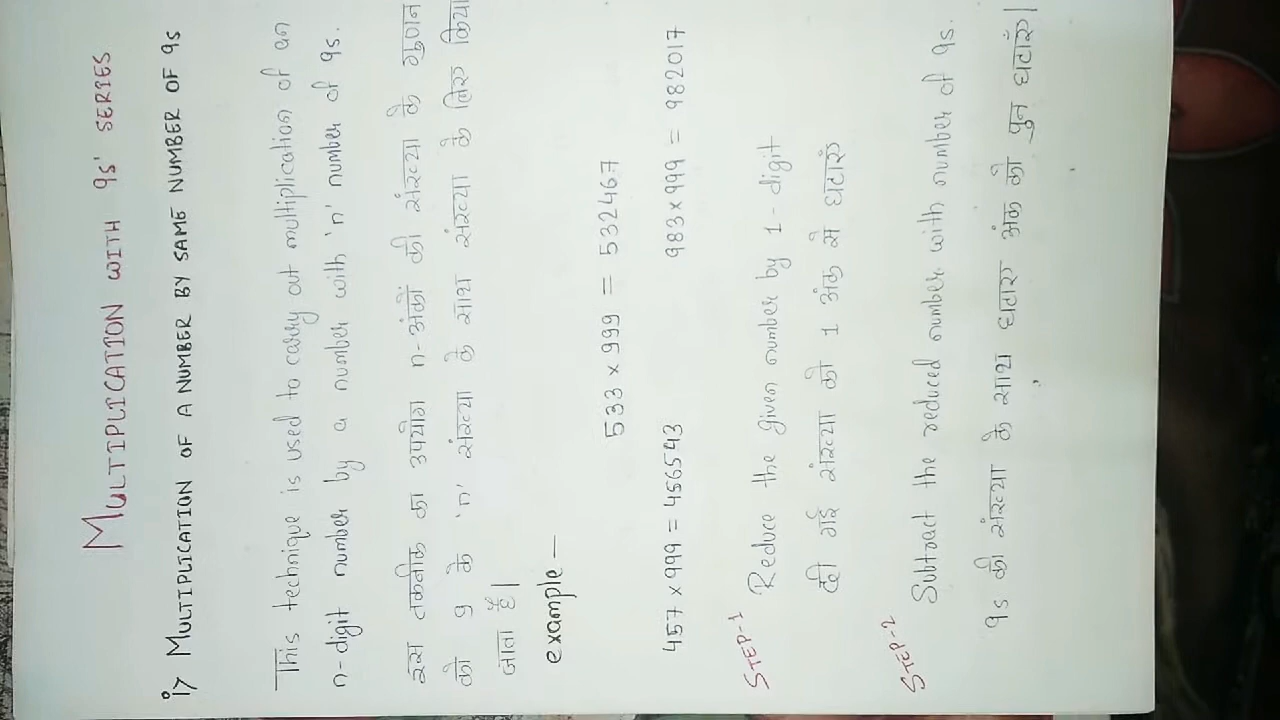 MULTIPLICATION WITH 9s' SERIES
i> MULTIPLICATION OF A NUMBER BY SAME NUMBER OF 9s
This technique is used to carry out multiplication of an
n-digit number by a number with 'n' number of 9s.
इस तकनीक का उपयोग n-अंकों की संख्या के गुणान
को 9 के 'n' संख्या के साथ संख्या के लिए किया
जाता है|
example —
533 x 999 = 532467
457 x 999 = 456543 983 x 999 = 982017
STEP-1 Reduce the given number by 1-digit
दी गई संख्या को 1 अंक से घटाएं
STEP-2 Subtract the reduced number with number of 9s.
9s की संख्या के साथ घटाए अंक को पुन घटाएँ|